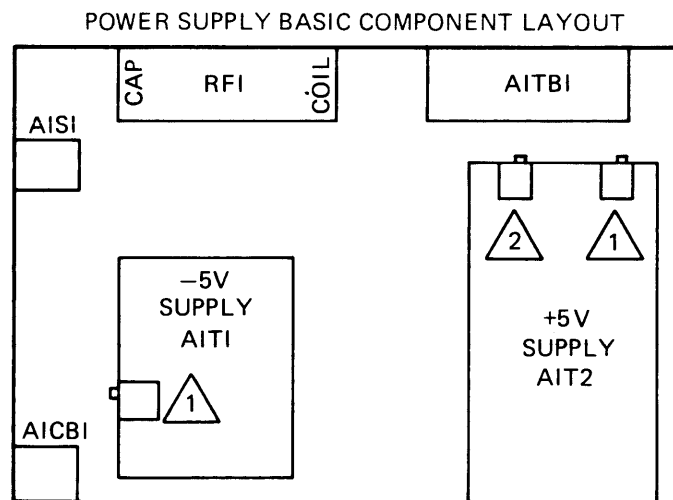 POWER SUPPLY BASIC COMPONENT LAYOUT
CAP
RFI
COIL
AITBI
AISI
2
1
−5V
SUPPLY
AITI
1
+5V
SUPPLY
AIT2
AICBI